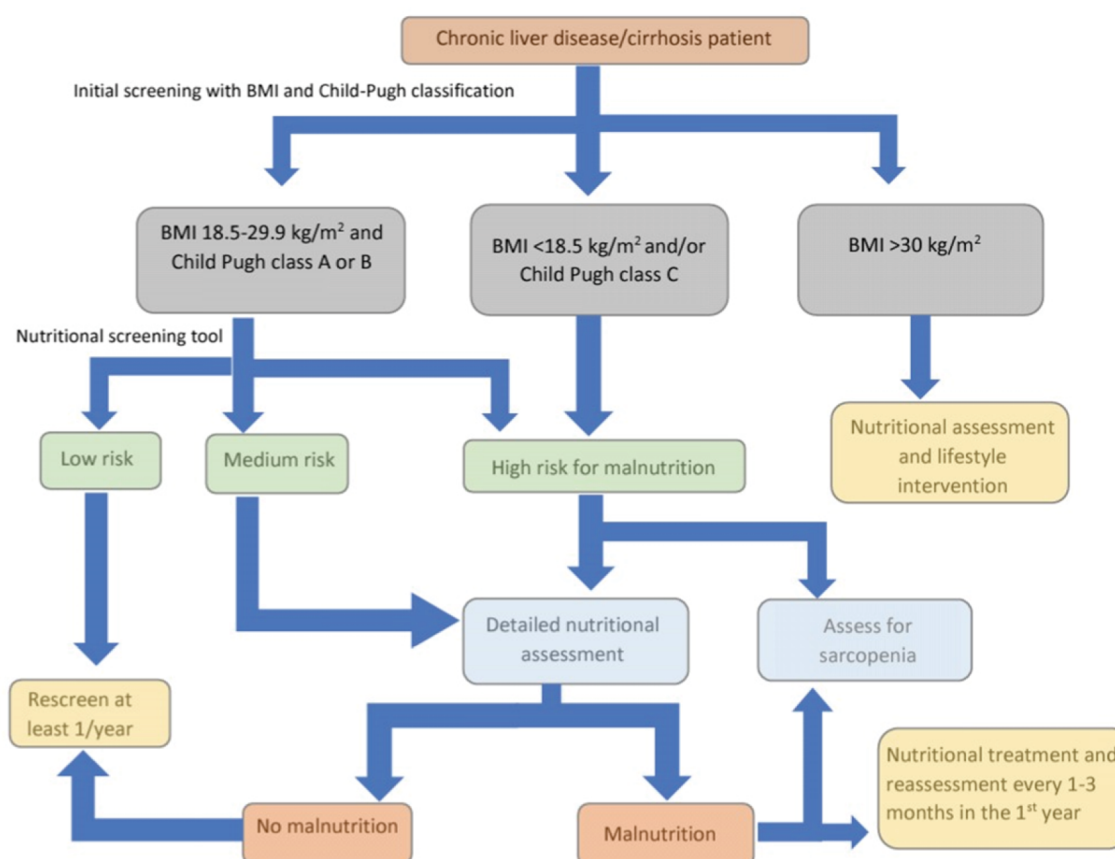 Chronic liver disease/cirrhosis patient
Initial screening with BMI and Child-Pugh classification
BMI 18.5-29.9 kg/m² and
Child Pugh class A or B
BMI <18.5 kg/m² and/or
Child Pugh class C
BMI >30 kg/m²
Nutritional screening tool
Low risk
Medium risk
High risk for malnutrition
Nutritional assessment
and lifestyle
intervention
Detailed nutritional
assessment
Assess for
sarcopenia
Rescreen at
least 1/year
Nutritional treatment and
reassessment every 1-3
months in the 1st year
No malnutrition
Malnutrition